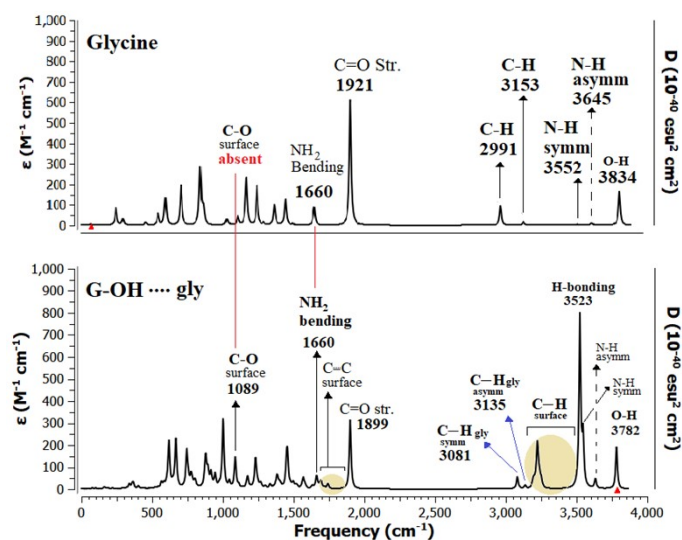 Glycine
ε (M⁻¹ cm⁻¹)
1,000
900
800
700
600
500
400
300
200
100
0
C-O
surface
absent
NH₂
Bending
1660
C=O Str.
1921
C-H
2991
C-H
3153
N-H
symm
3552
N-H
asymm
3645
O-H
3834
D (10⁻⁴⁰ esu² cm)
G-OH ···· gly
ε (M⁻¹ cm⁻¹)
1,000
900
800
700
600
500
400
300
200
100
0
C-O
surface
1089
NH₂
bending
1660
C=C
surface
C=O str.
1899
C−H gly
symm
3081
C−H gly
asymm
3135
C−H
surface
H-bonding
3523
N-H
asymm
N-H
symm
O-H
3782
D (10⁻⁴⁰ esu² cm)
0 500 1,000 1,500 2,000 2,500 3,000 3,500 4,000
Frequency (cm⁻¹)